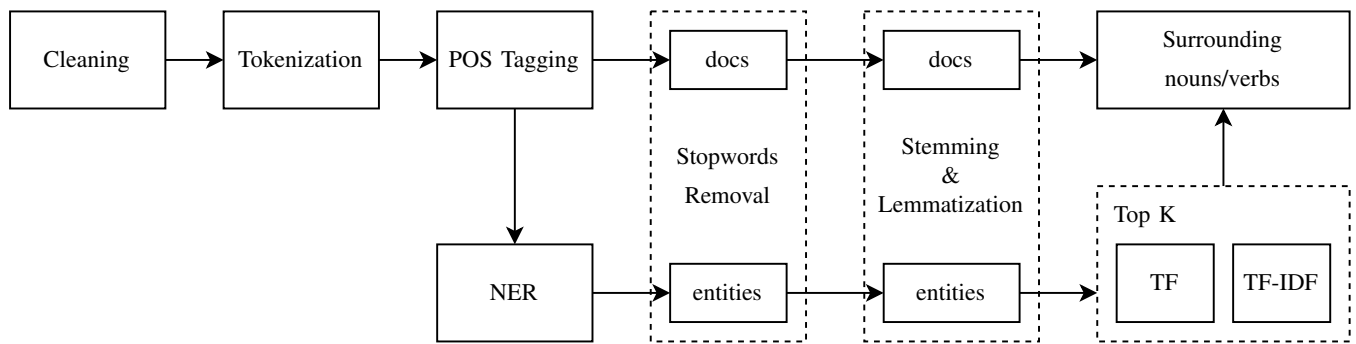 Cleaning
Tokenization
POS Tagging
docs
docs
Surrounding
nouns/verbs
Stopwords
Removal
Stemming
&
Lemmatization
NER
entities
entities
Top K
TF
TF-IDF